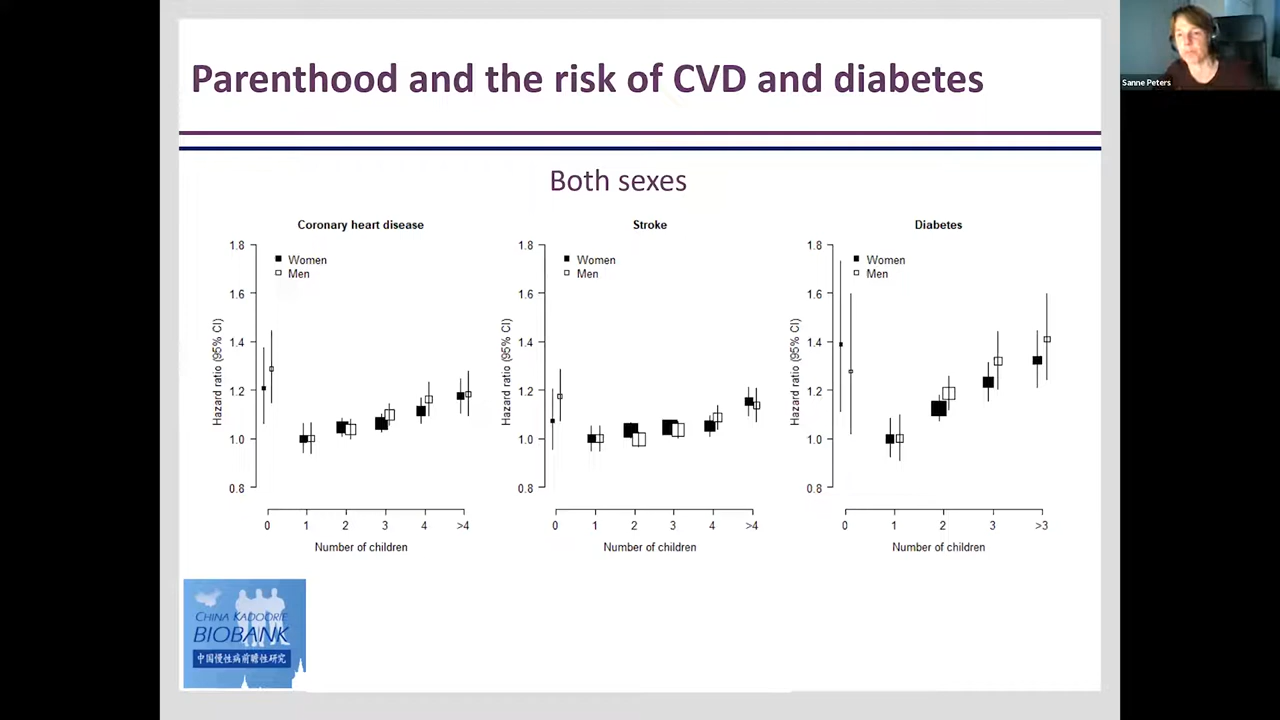 Parenthood and the risk of CVD and diabetes
Sanne Peters
Both sexes
Coronary heart disease
1.8
1.6
1.4
1.2
1.0
0.8
Hazard ratio (95% CI)
Women
Men
0 1 2 3 4 >4
Number of children
Stroke
1.8
1.6
1.4
1.2
1.0
0.8
Hazard ratio (95% CI)
Women
Men
0 1 2 3 4 >4
Number of children
Diabetes
1.8
1.6
1.4
1.2
1.0
0.8
Hazard ratio (95% CI)
Women
Men
0 1 2 3 >3
Number of children
CHINA KADOORIE
BIOBANK
中国慢性病前瞻性研究